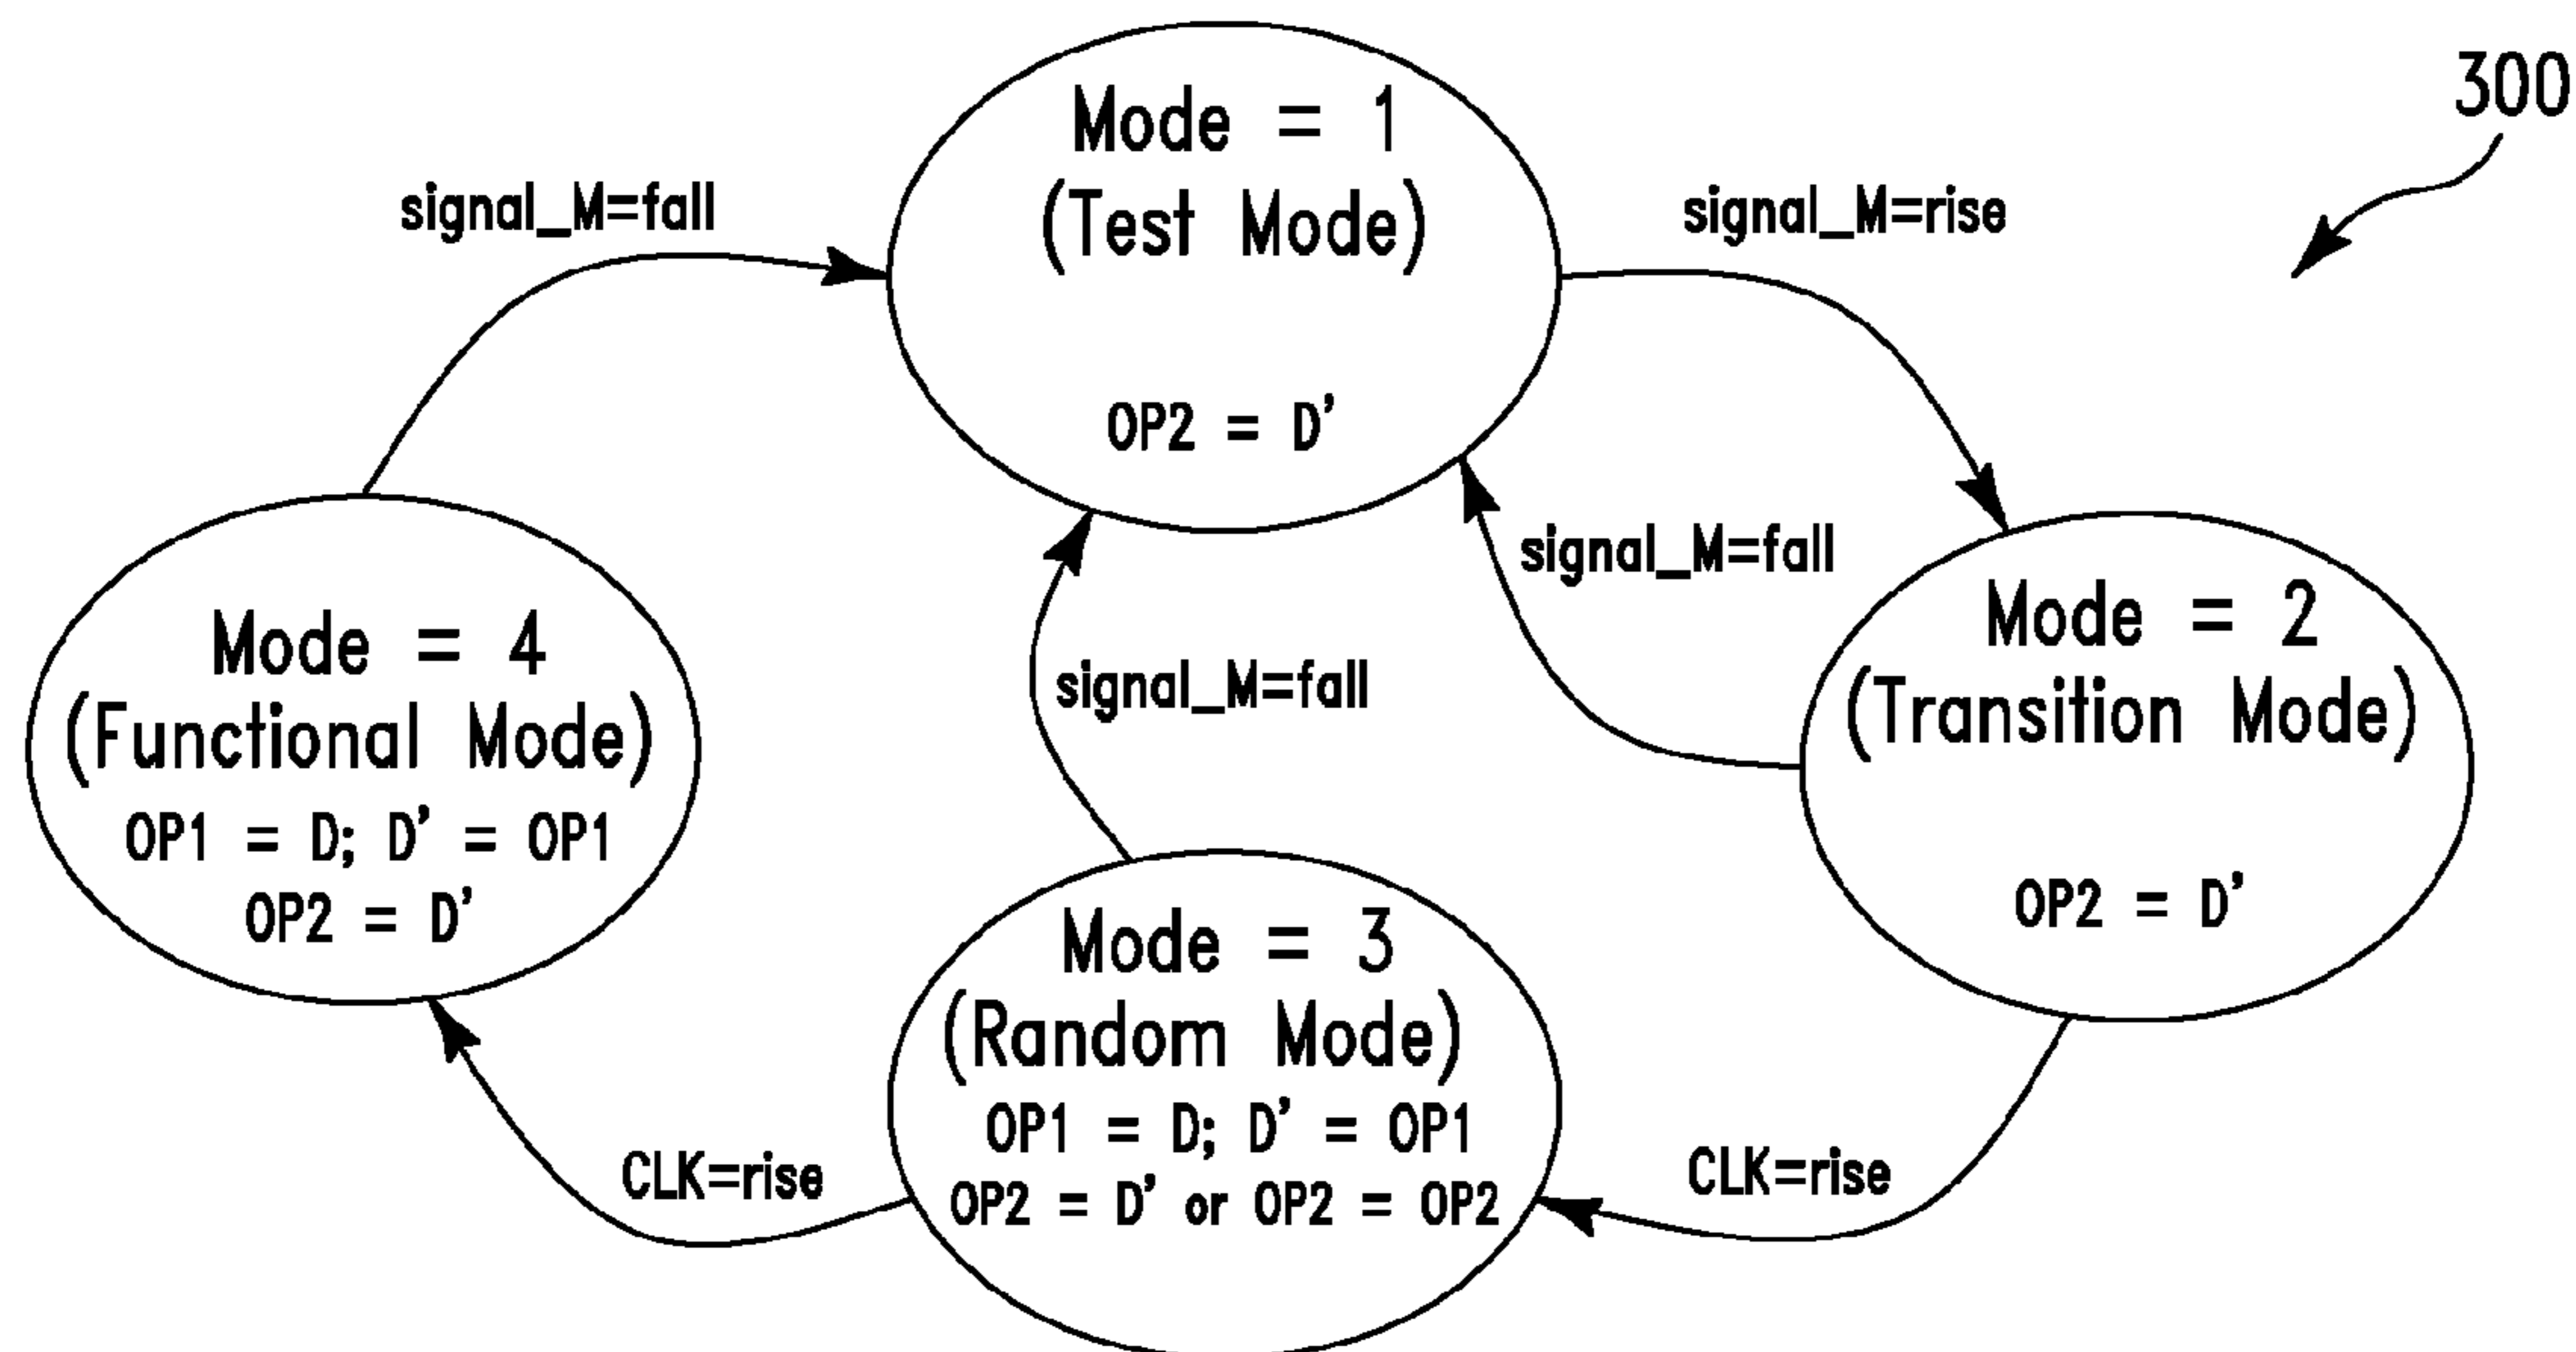 300
Mode = 1
(Test Mode)
OP2 = D'
signal_M=fall
signal_M=rise
signal_M=fall
signal_M=fall
Mode = 2
(Transition Mode)
OP2 = D'
Mode = 4
(Functional Mode)
OP1 = D; D' = OP1
OP2 = D'
Mode = 3
(Random Mode)
OP1 = D; D' = OP1
OP2 = D' or OP2 = OP2
CLK=rise
CLK=rise